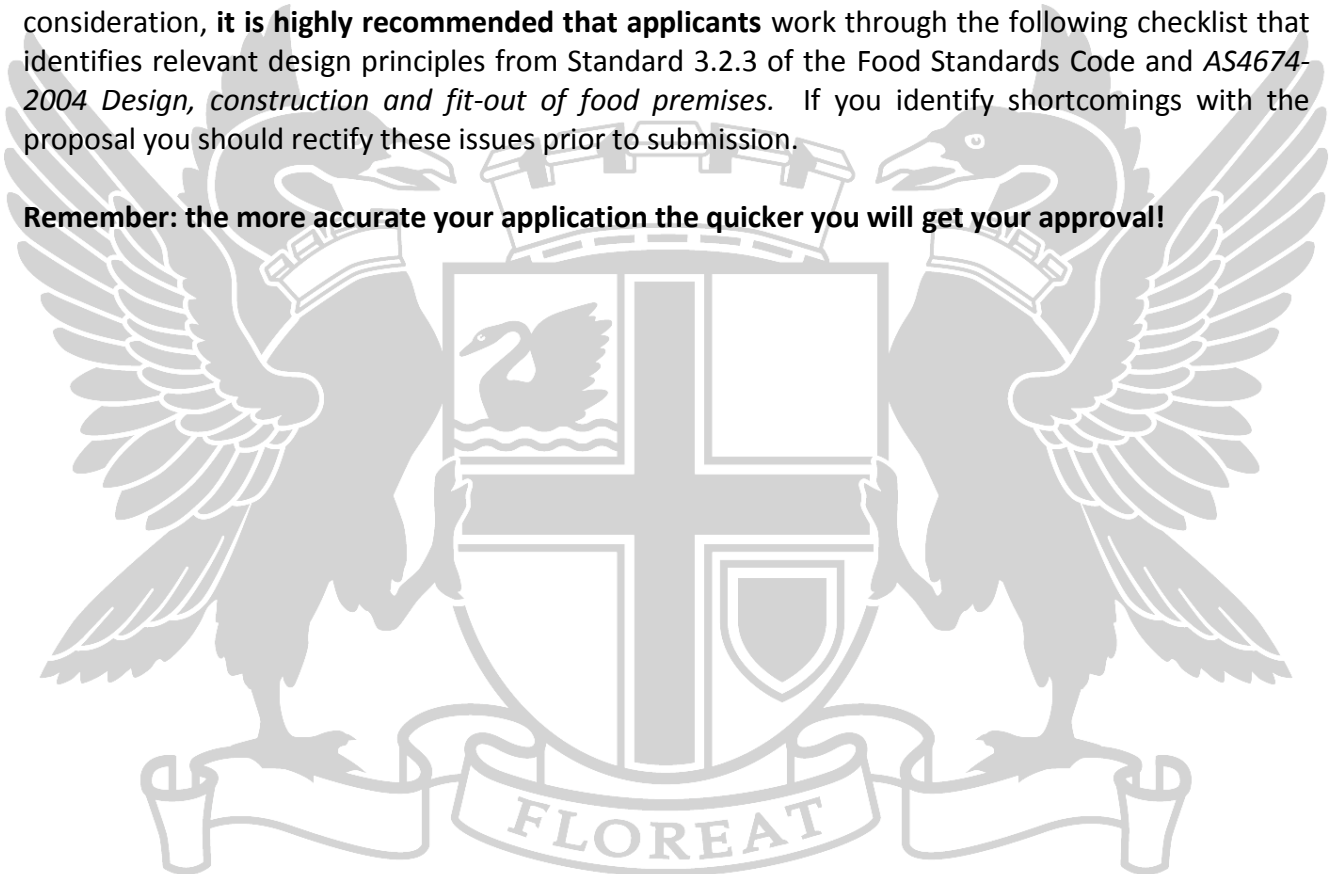 consideration, it is highly recommended that applicants work through the following checklist that
identifies relevant design principles from Standard 3.2.3 of the Food Standards Code and AS4674-
2004 Design, construction and fit-out of food premises. If you identify shortcomings with the
proposal you should rectify these issues prior to submission.
Remember: the more accurate your application the quicker you will get your approval!
FLOREAT